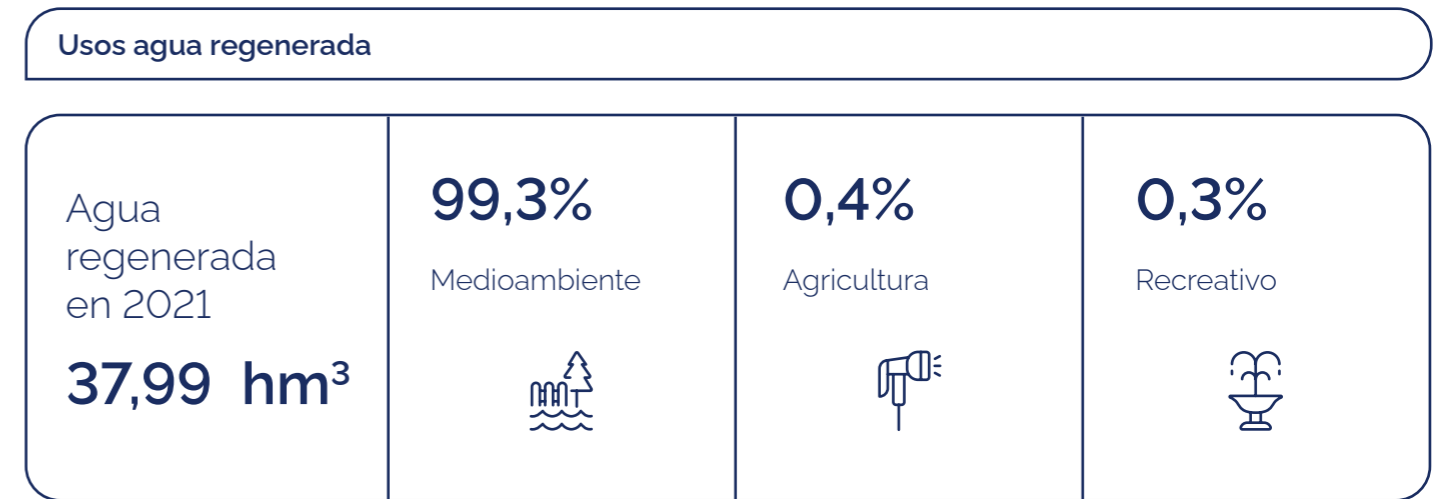 Usos agua regenerada
Agua
regenerada
en 2021
37,99 hm³
99,3%
Medioambiente
0,4%
Agricultura
0,3%
Recreativo